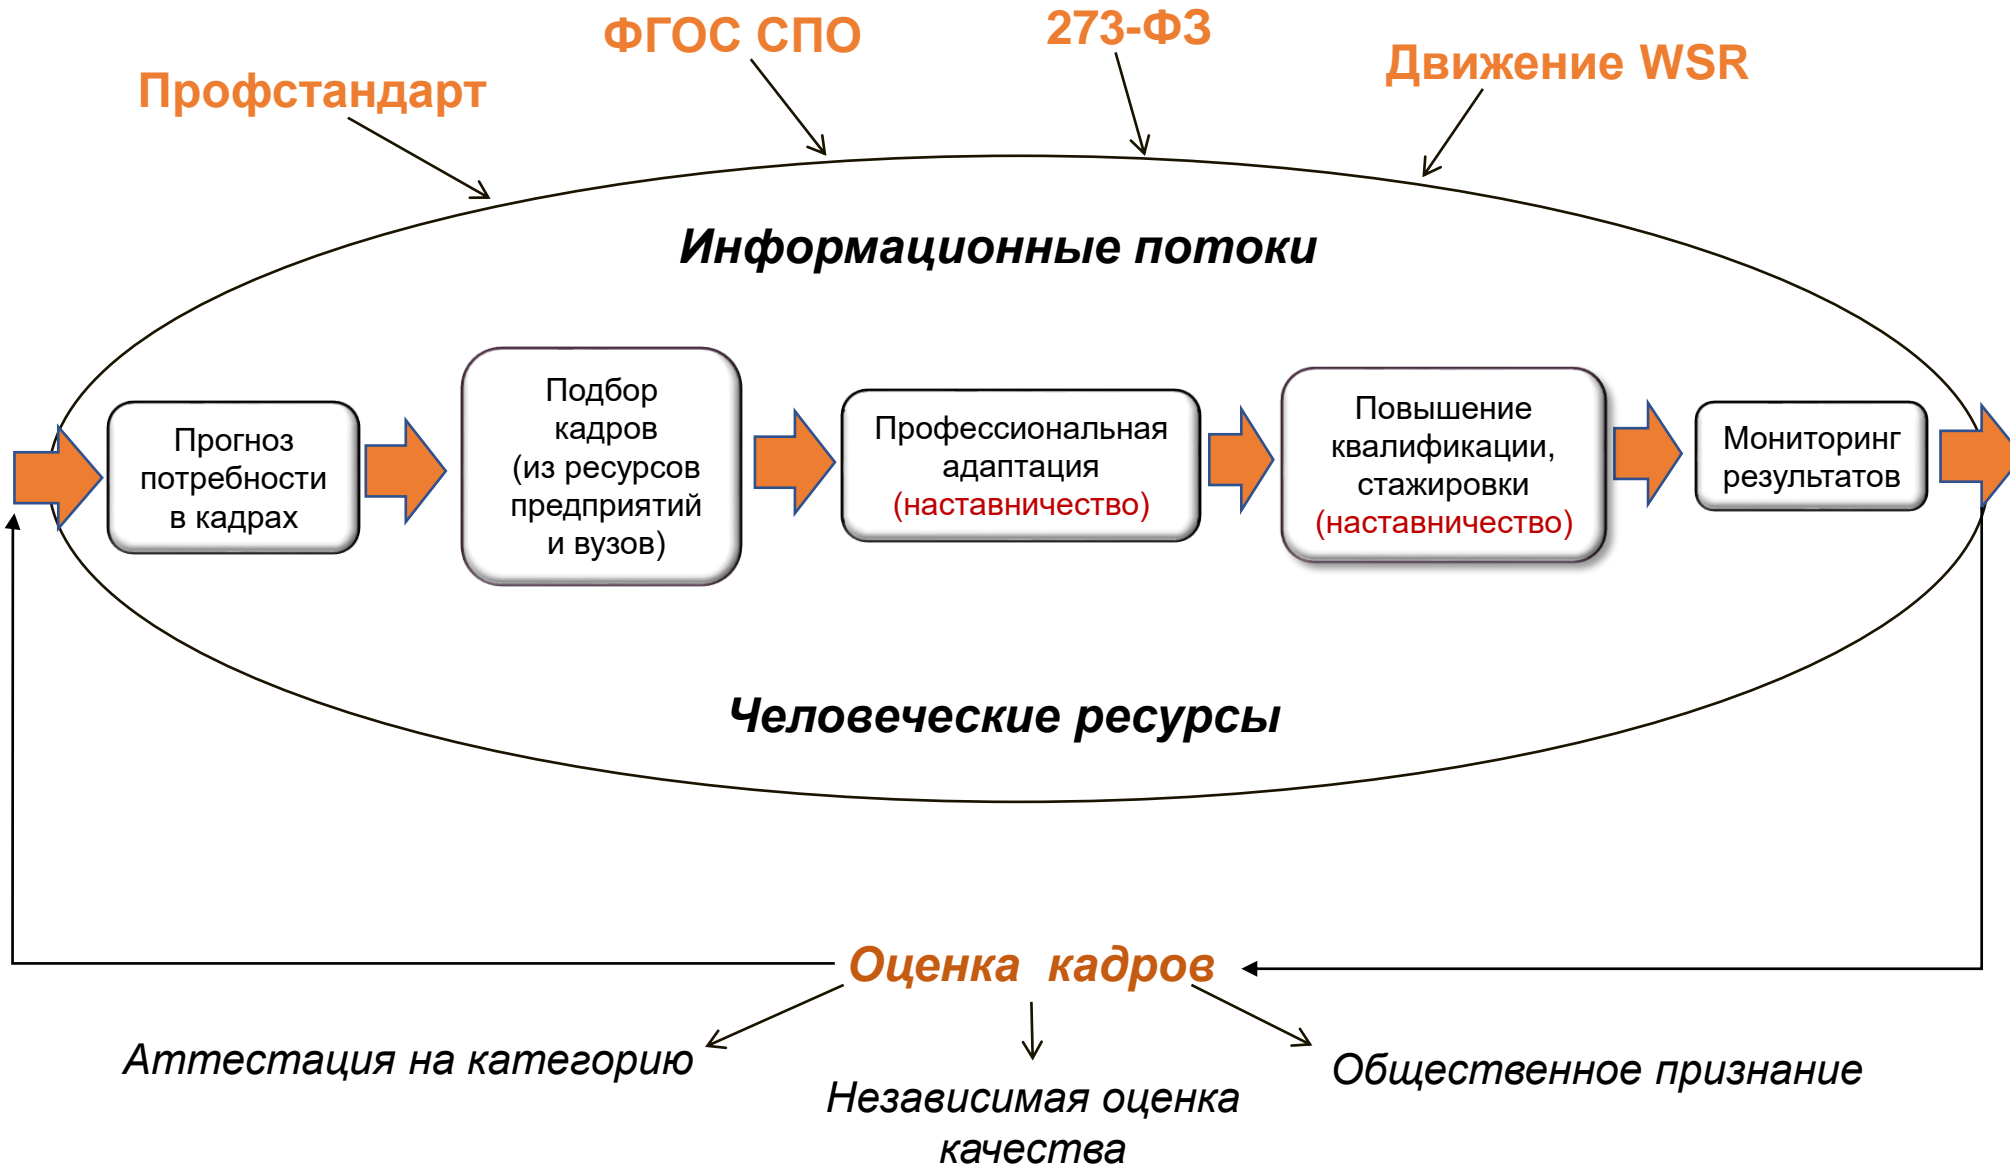 ФГОС СПО
273-ФЗ
Движение WSR
Профстандарт
Информационные потоки
Прогноз
потребности
в кадрах
Подбор
кадров
(из ресурсов
предприятий
и вузов)
Профессиональная
адаптация
(наставничество)
Повышение
квалификации,
стажировки
(наставничество)
Мониторинг
результатов
Человеческие ресурсы
Оценка кадров
Аттестация на категорию
Независимая оценка
качества
Общественное признание